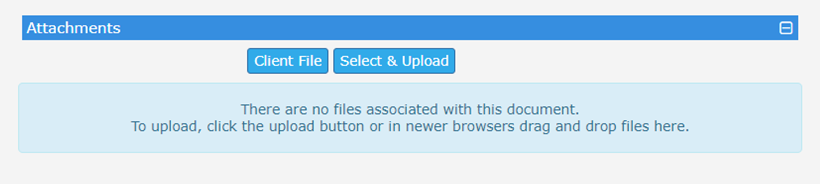 Attachments
Client File Select & Upload
There are no files associated with this document.
To upload, click the upload button or in newer browsers drag and drop files here.